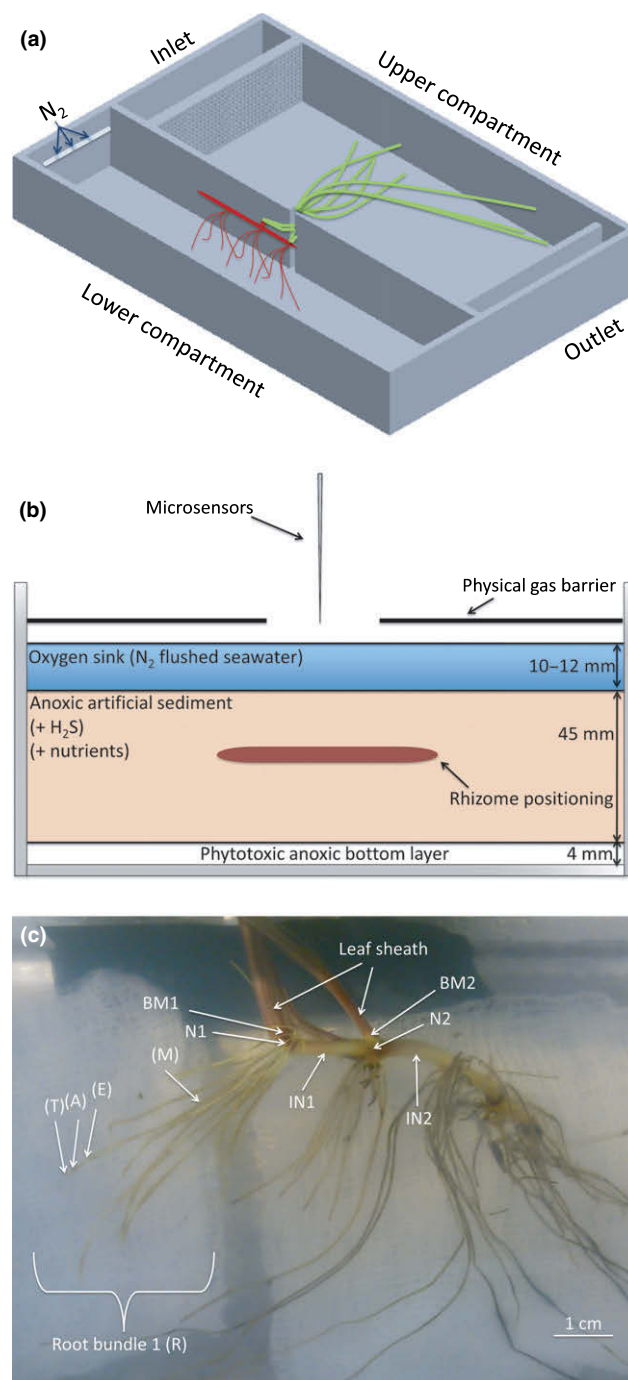 (a)
Inlet
N2
Upper compartment
Lower compartment
Outlet
(b)
Microsensors
Physical gas barrier
Oxygen sink (N2 flushed seawater)
10–12 mm
Anoxic artificial sediment
(+ H2S)
(+ nutrients)
45 mm
Rhizome positioning
Phytotoxic anoxic bottom layer
4 mm
(c)
Leaf sheath
BM1
BM2
N1
N2
(M)
(T)
(A)
(E)
IN1
IN2
Root bundle 1 (R)
1 cm